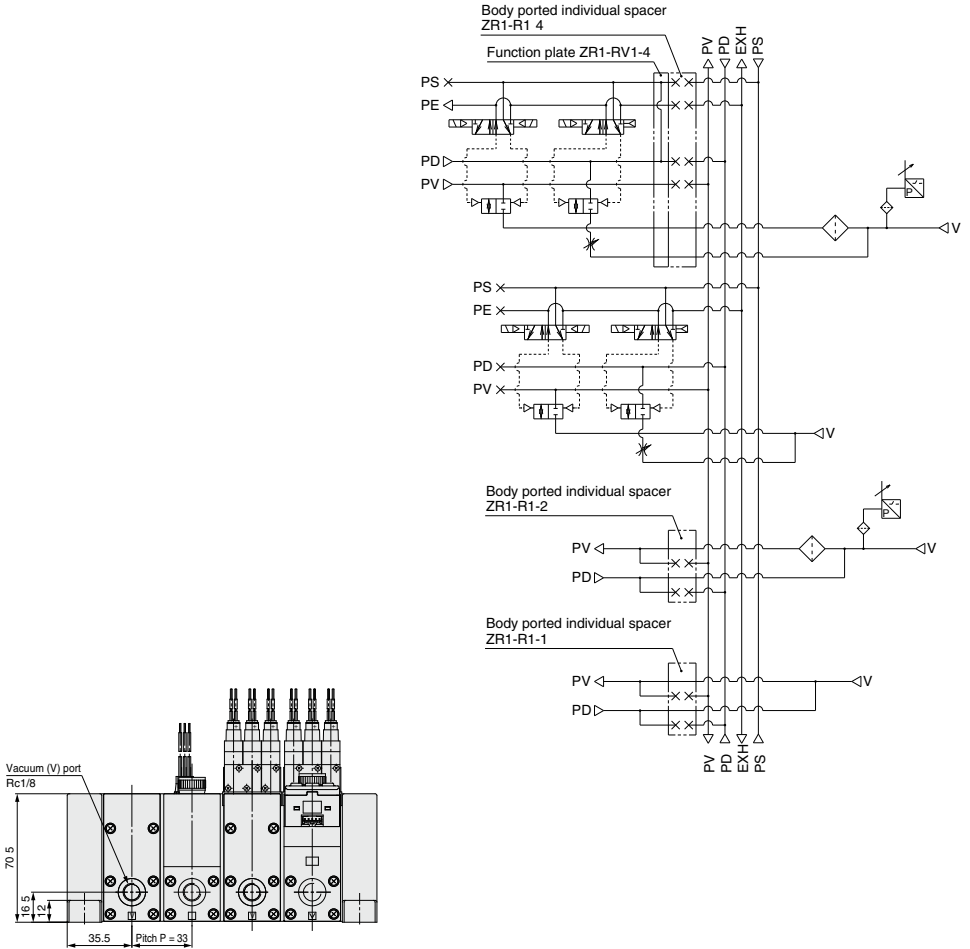 Body ported individual spacer
ZR1-R1 4
Function plate ZR1-RV1-4
PV
PD
EXH
PS
PS
PE
PD
PV
P
V
PS
PE
PD
PV
V
Body ported individual spacer
ZR1-R1-2
PV
PD
P
V
Body ported individual spacer
ZR1-R1-1
PV
PD
V
PV
PD
EXH
PS
Vacuum (V) port
Rc1/8
70 5
16 5
12
35.5
Pitch P = 33